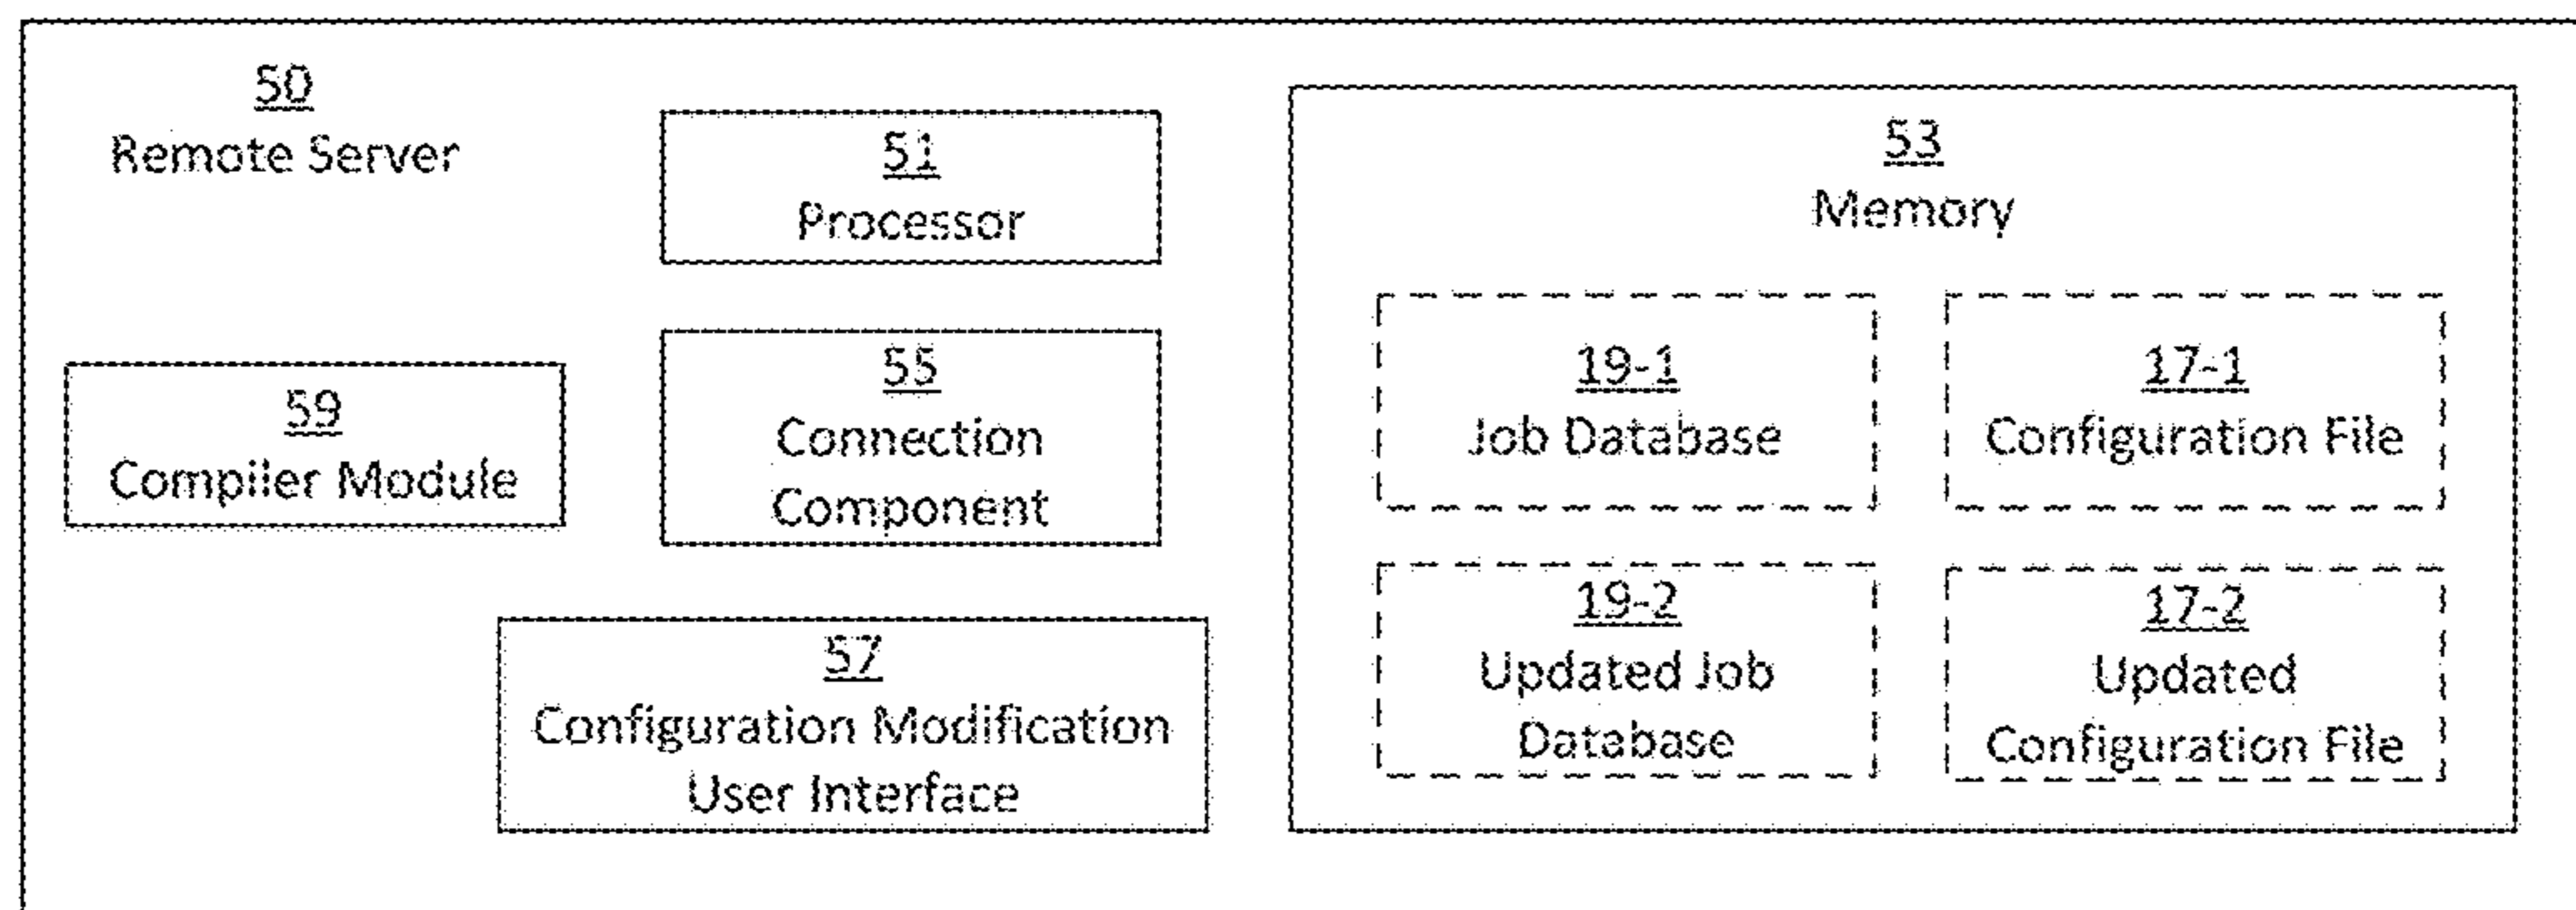 50
Remote Server
51
Processor
59
Compiler Module
55
Connection
Component
57
Configuration Modification
User Interface
53
Memory
19-1
Job Database
17-1
Configuration File
19-2
Updated Job
Database
17-2
Updated
Configuration File